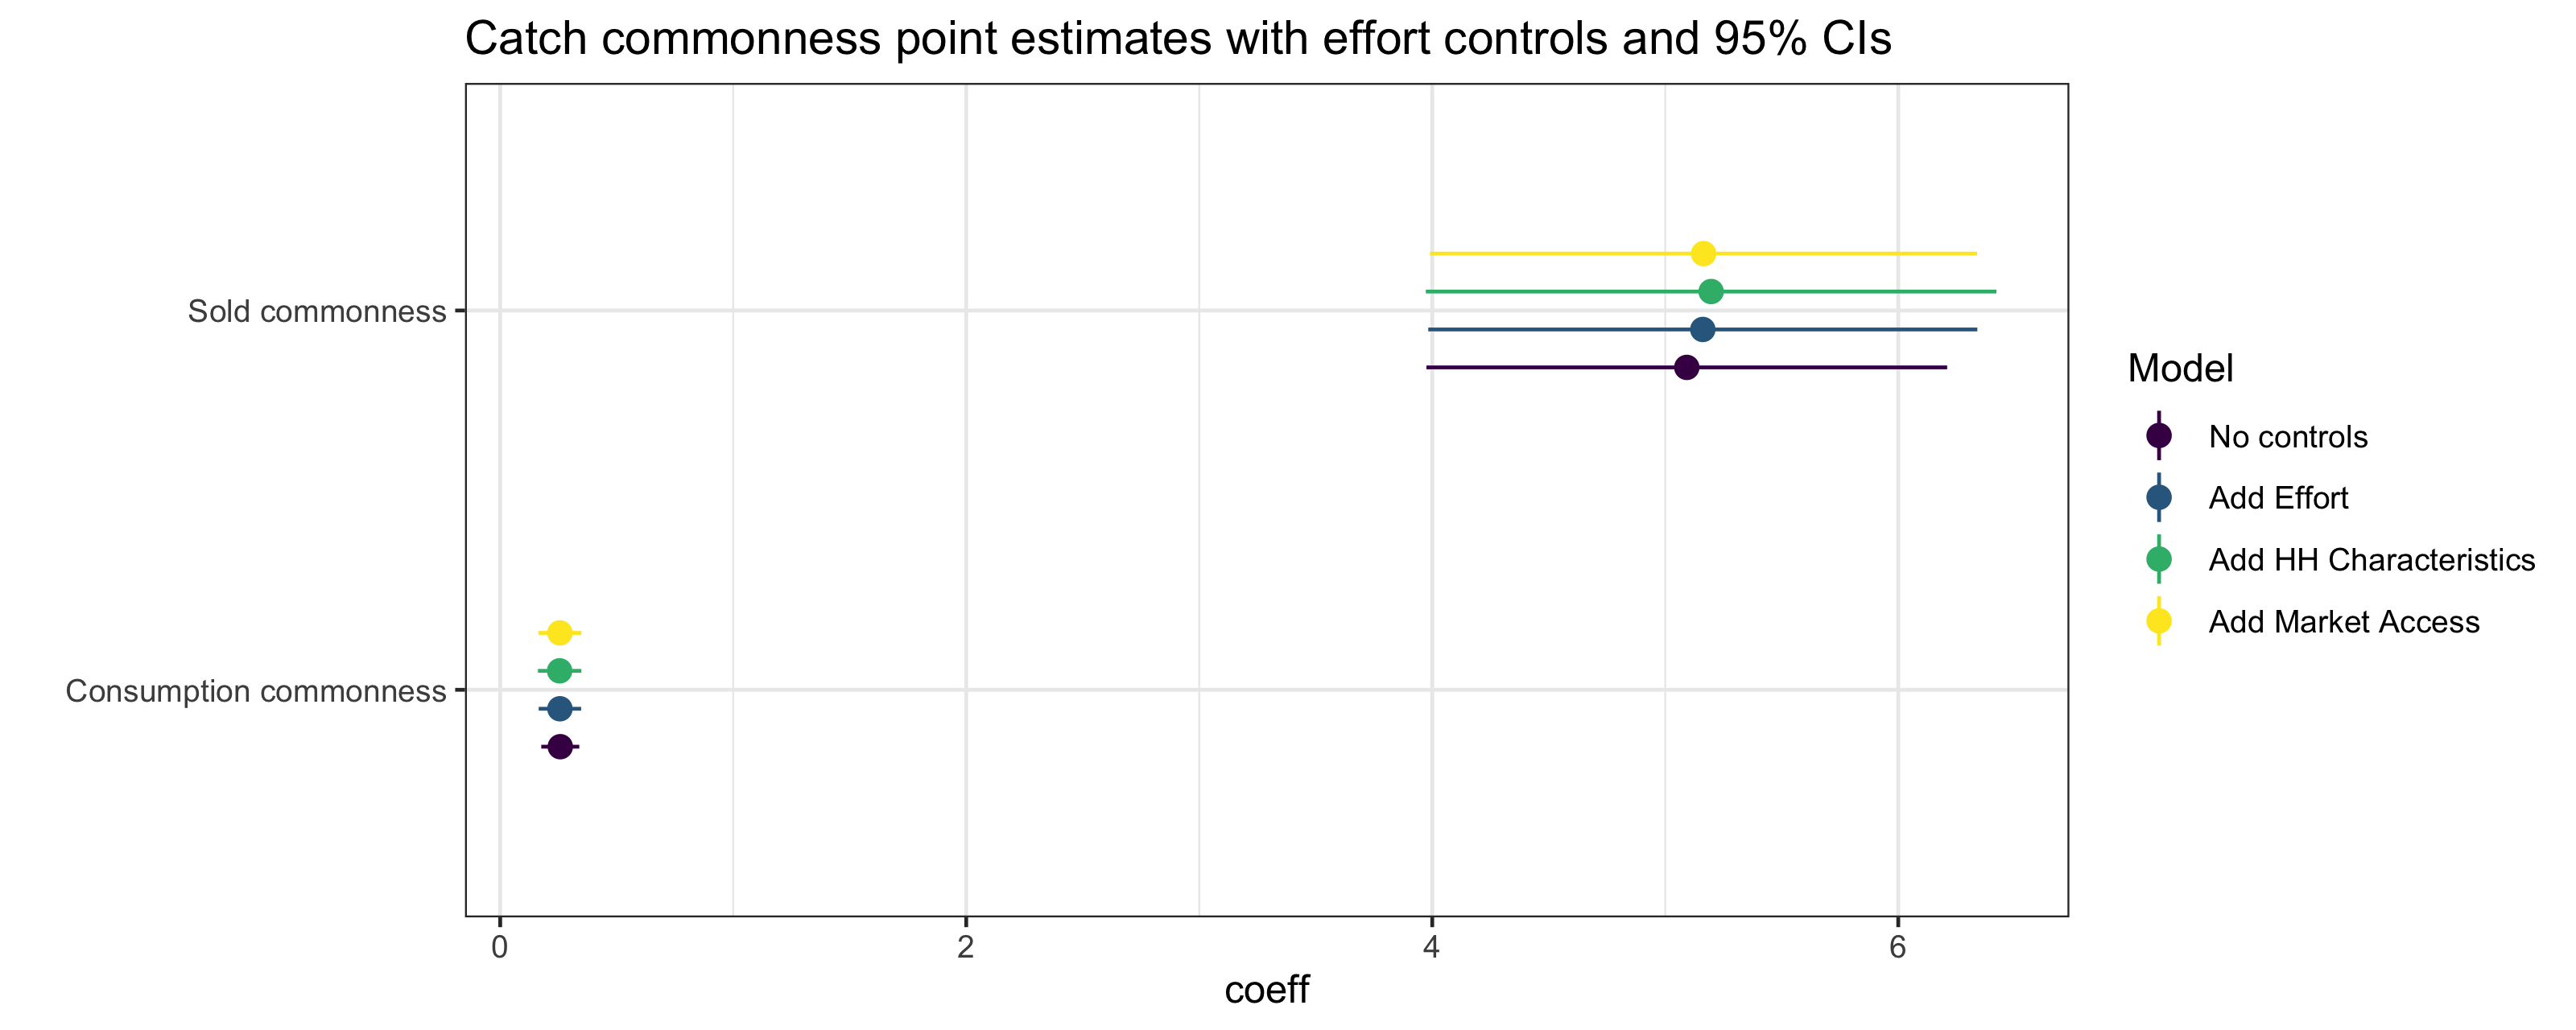 Catch commonness point estimates with effort controls and 95% CIs
Sold commonness
Consumption commonness
0 2 4 6
coeff
Model
No controls
Add Effort
Add HH Characteristics
Add Market Access